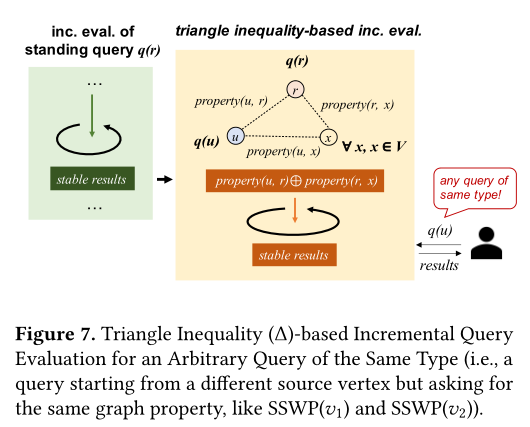 inc. eval. of
standing query q(r)
...
stable results
...
triangle inequality-based inc. eval.
q(r)
r
property(u, r)
property(r, x)
q(u)
u
x
∀ x, x ∈ V
property(u, x)
property(u, r)⊕ property(r, x)
stable results
any query of
same type!
q(u)
results
Figure 7. Triangle Inequality (Δ)-based Incremental Query
Evaluation for an Arbitrary Query of the Same Type (i.e., a
query starting from a different source vertex but asking for
the same graph property, like SSWP(v₁) and SSWP(v₂)).